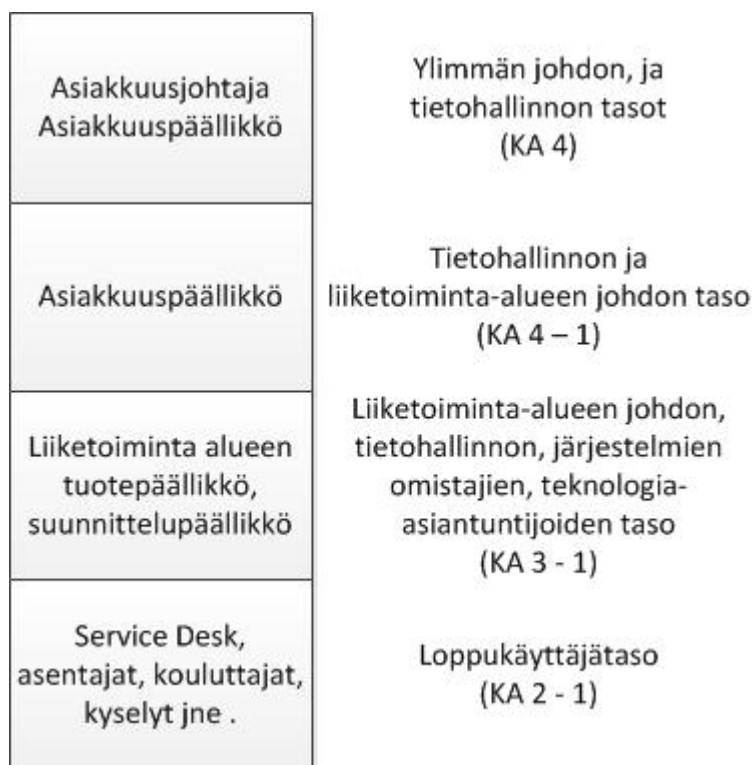 Asiakkuusjohtaja
Asiakkuuspäällikkö
Ylimmän johdon, ja
tietohallinnon tasot
(KA 4)
Asiakkuuspäällikkö
Tietohallinnon ja
liiketoiminta-alueen johdon taso
(KA 4 – 1)
Liiketoiminta alueen
tuotepäällikkö,
suunnittelupäällikkö
Liiketoiminta-alueen johdon,
tietohallinnon, järjestelmien
omistajien, teknologia-
asiantuntijoiden taso
(KA 3 - 1)
Service Desk,
asentajat, kouluttajat,
kyselyt jne .
Loppukäyttäjätaso
(KA 2 - 1)